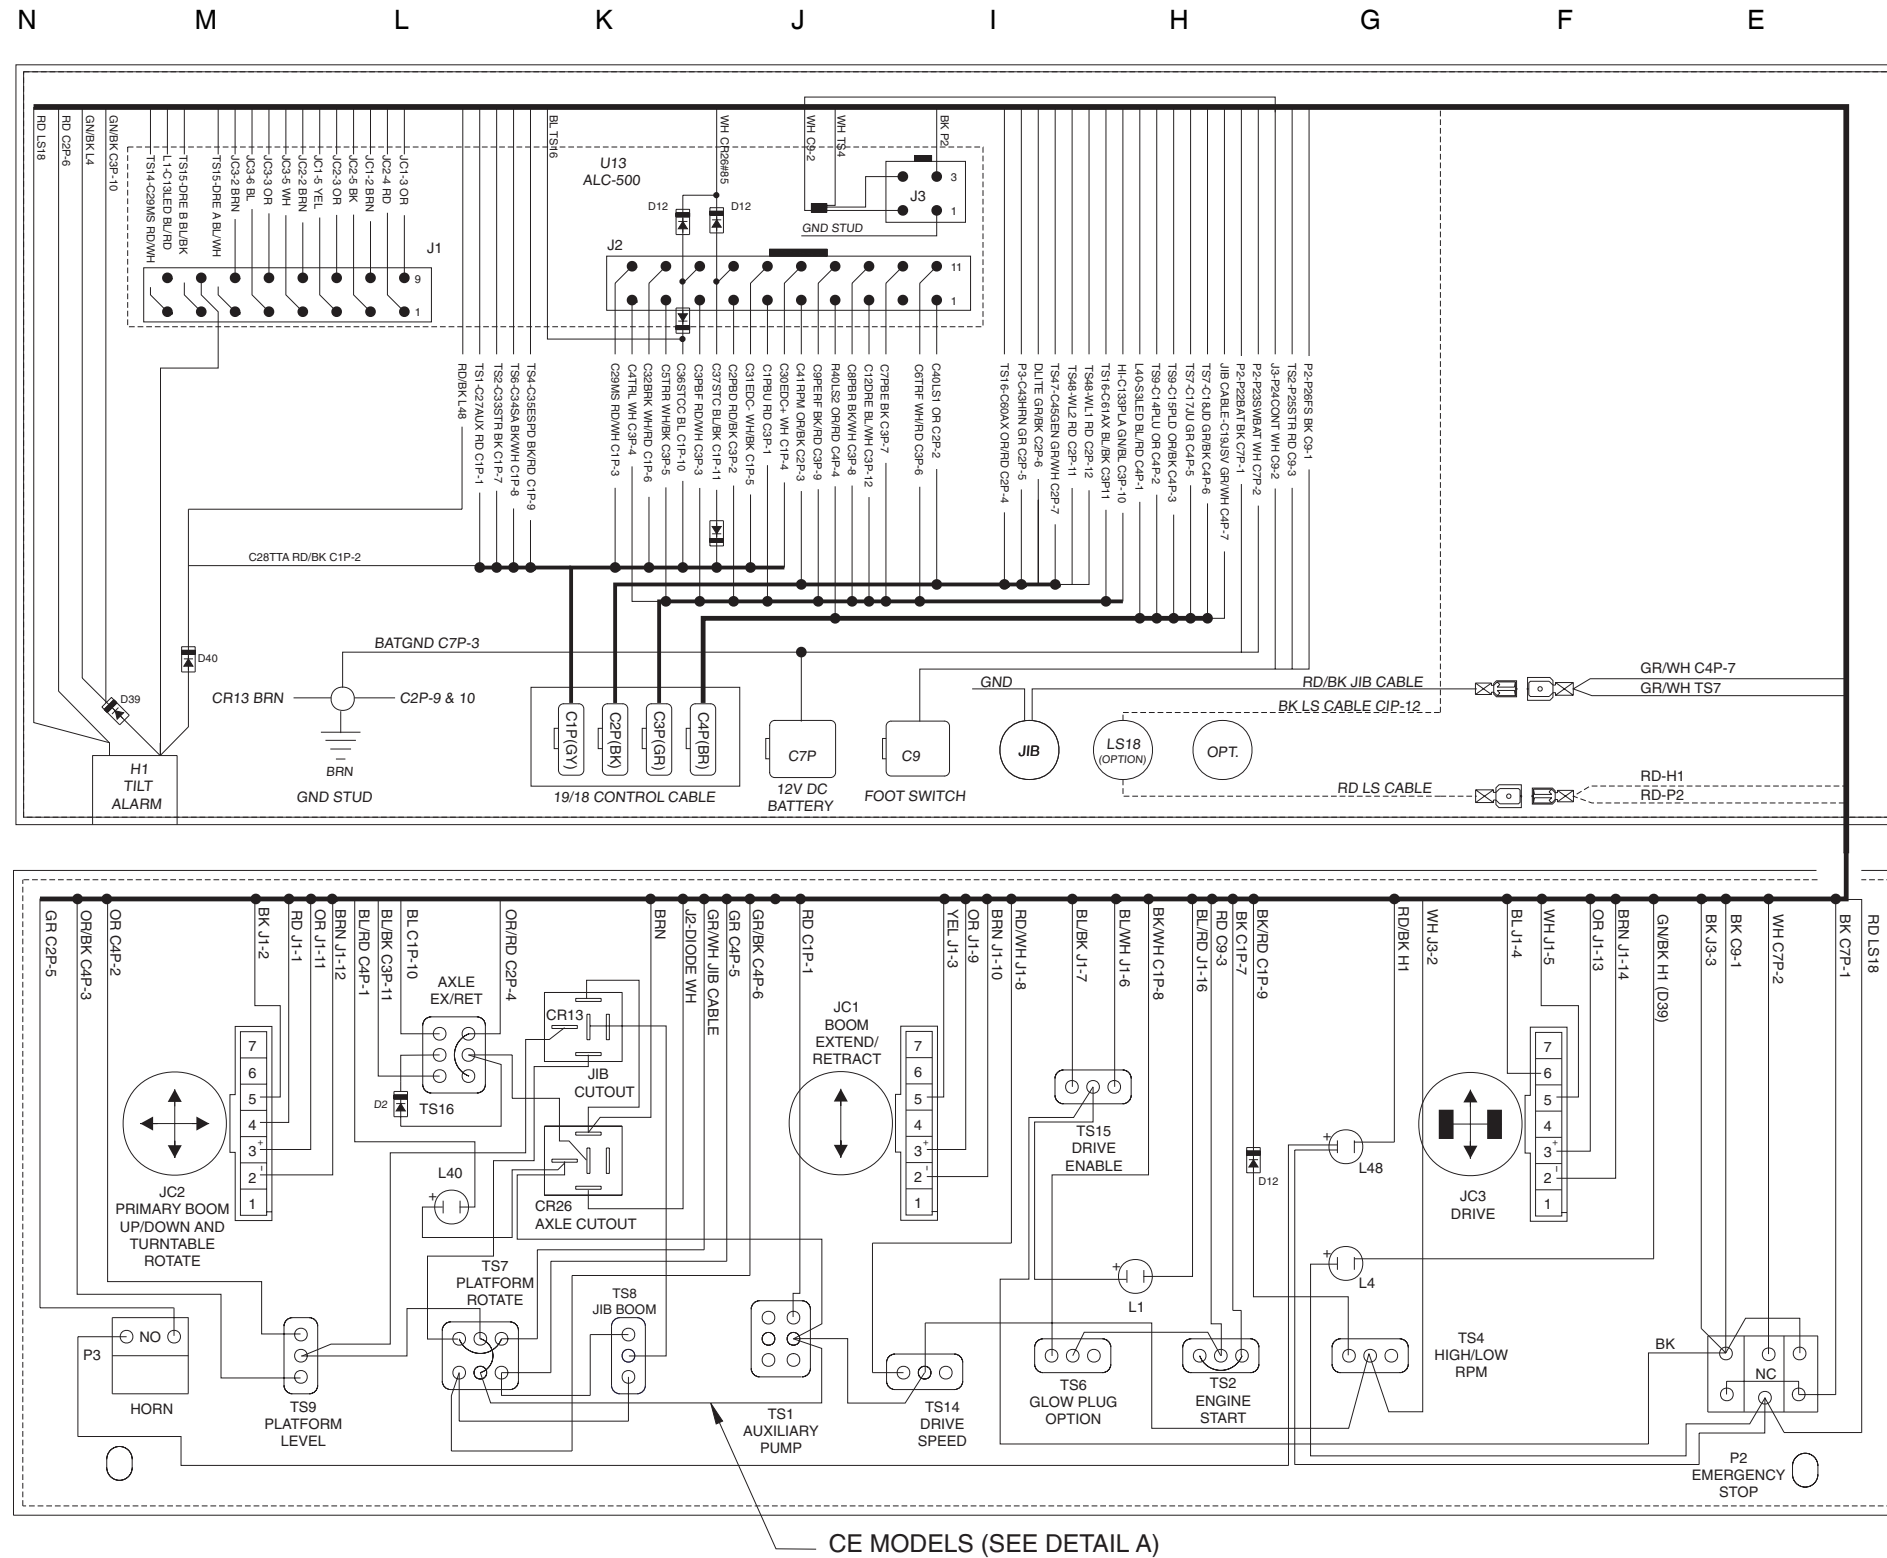 N M L K J I H G F E
RD LS18
RD C2P-6
GN/BK L4
GN/BK C3P-10
TS14-C29MS RD/WH
L1-C13LED BL/RD
TS15-DRE B BL/BK
TS15-DRE A BL/WH
JC3-2 BRN
JC3-6 BL
JC3-3 OR
JC3-5 WH
JC2-2 BRN
JC1-5 YEL
JC2-3 OR
JC2-5 BK
JC1-2 BRN
JC2-4 RD
JC1-3 OR
BL TS16
WH CR26#85
WH C9-2
WH TS4
BK P2
U13
ALC-500
D12
D12
J3
3
1
GND STUD
J1
9
1
J2
11
1
RD/BK L48
TS1-C27AUX RD C1P-1
TS2-C33STR BK C1P-7
TS6-C34SA BK/WH C1P-8
TS4-C35ESPD BK/RD C1P-9
C29MS RD/WH C1P-3
C4TRL WH C3P-4
C32BRK WH/RD C1P-6
C5TRR WH/BK C3P-5
C36STCC BL C1P-10
C3PBF RD/WH C3P-3
C37STC BL/BK C1P-11
C2PBD RD/BK C3P-2
C31EDC- WH/BK C1P-5
C1PBU RD C3P-1
C30EDC+ WH C1P-4
C41RPM OR/BK C2P-3
C9PERF BK/RD C3P-9
R40LS2 OR/RD C4P-4
C8PBR BK/WH C3P-8
C12DRE BL/WH C3P-12
C7PBE BK C3P-7
C6TRF WH/RD C3P-6
C40LS1 OR C2P-2
TS16-C60AX OR/RD C2P-4
P3-C43HRN GR C2P-5
DLITE GR/BK C2P-6
TS47-C45GEN GR/WH C2P-7
TS48-WL2 RD C2P-11
TS48-WL1 RD C2P-12
TS16-C61AX BL/BK C3P11
HI-C133PLA GN/BL C3P-10
L40-S3LED BL/RD C4P-1
TS9-C14PLU OR C4P-2
TS9-C15PLD OR/BK C4P-3
TS7-C17JU GR C4P-5
TS7-C18JD GR/BK C4P-6
JIB CABLE-C19JSV GR/WH C4P-7
P2-P22BAT BK C7P-1
P2-P23SWBAT WH C7P-2
J3-P24CONT WH C9-2
TS2-P25STR RD C9-3
P2-P26FS BK C9-1
C28TTA RD/BK C1P-2
D40
D39
BATGND C7P-3
CR13 BRN
C2P-9 & 10
BRN
GND STUD
H1
TILT
ALARM
C1P(GY)
C2P(BK)
C3P(GR)
C4P(BR)
19/18 CONTROL CABLE
C7P
12V DC
BATTERY
C9
FOOT SWITCH
GND
JIB
LS18
(OPTION)
OPT.
RD/BK JIB CABLE
BK LS CABLE CIP-12
RD LS CABLE
GR/WH C4P-7
GR/WH TS7
RD-H1
RD-P2
GR C2P-5
OR/BK C4P-3
OR C4P-2
BK J1-2
RD J1-1
OR J1-11
BRN J1-12
BL/RD C4P-1
BL/BK C3P-11
BL C1P-10
OR/RD C2P-4
BRN
J2-DIODE WH
GR/WH JIB CABLE
GR C4P-5
GR/BK C4P-6
RD C1P-1
YEL J1-3
OR J1-9
BRN J1-10
RD/WH J1-8
BL/BK J1-7
BL/WH J1-6
BK/WH C1P-8
BL/RD J1-16
RD C9-3
BK C1P-7
BK/RD C1P-9
RD/BK H1
WH J3-2
BL J1-4
WH J1-5
OR J1-13
BRN J1-14
GN/BK H1 (D39)
BK J3-3
BK C9-1
WH C7P-2
BK C7P-1
RD LS18
AXLE
EX/RET
TS16
D2
L40
CR13
JIB
CUTOUT
CR26
AXLE CUTOUT
7
6
5
4
3
2
1
+
-
JC2
PRIMARY BOOM
UP/DOWN AND
TURNTABLE
ROTATE
JC1
BOOM
EXTEND/
RETRACT
7
6
5
4
3
2
1
+
-
TS15
DRIVE
ENABLE
+
L1
D12
+
L48
+
L4
JC3
DRIVE
7
6
5
4
3
2
1
+
-
+
P3
NO
HORN
TS9
PLATFORM
LEVEL
TS7
PLATFORM
ROTATE
TS8
JIB BOOM
TS1
AUXILIARY
PUMP
TS14
DRIVE
SPEED
TS6
GLOW PLUG
OPTION
TS2
ENGINE
START
TS4
HIGH/LOW
RPM
BK
NC
P2
EMERGENCY
STOP
CE MODELS (SEE DETAIL A)